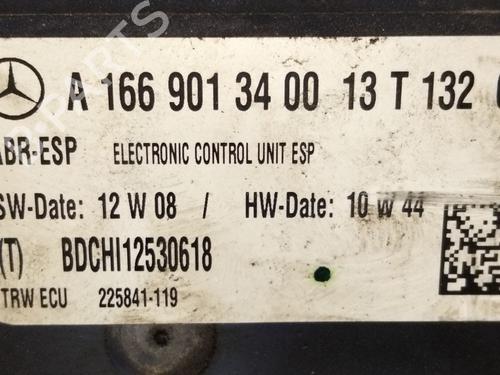 A 166 901 34 00 13 T 132
ABR-ESP ELECTRONIC CONTROL UNIT ESP
SW-Date: 12 W 08 / HW-Date: 10 W 44
(T) BDCHI12530618
TRW ECU 225841-119